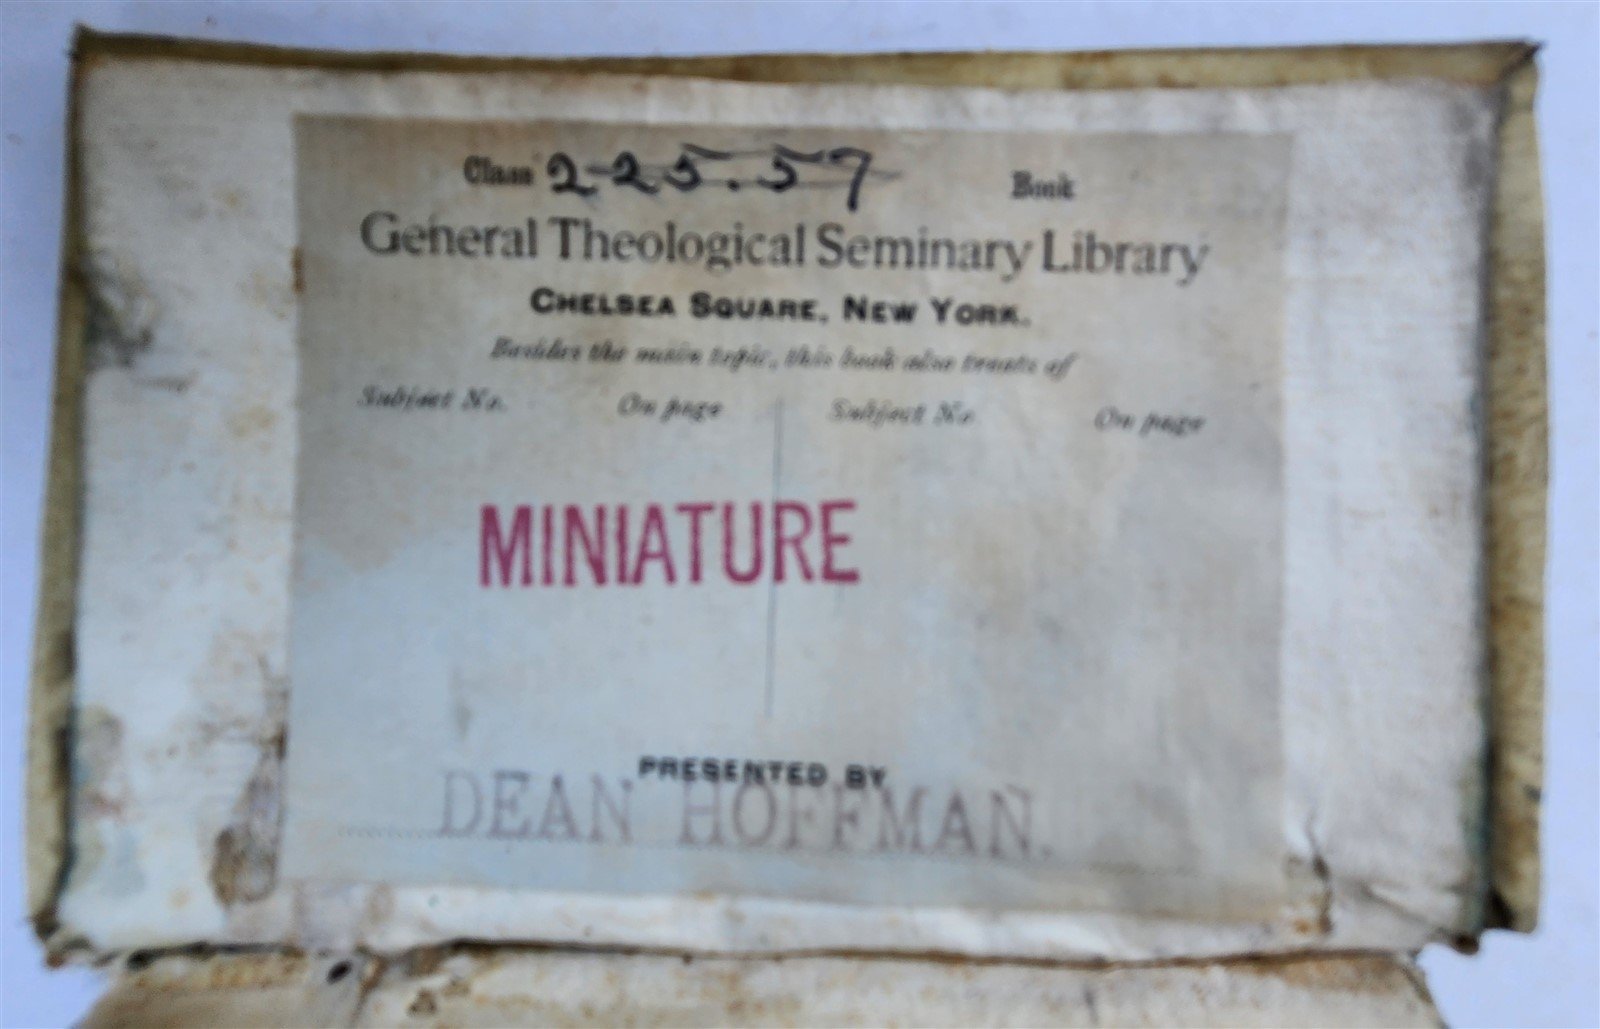 Class 225.57 Book
General Theological Seminary Library
CHELSEA SQUARE, NEW YORK.
Besides the main topic, this book also treats of
Subject No. On page Subject No. On page
MINIATURE
PRESENTED BY
DEAN HOFFMAN.